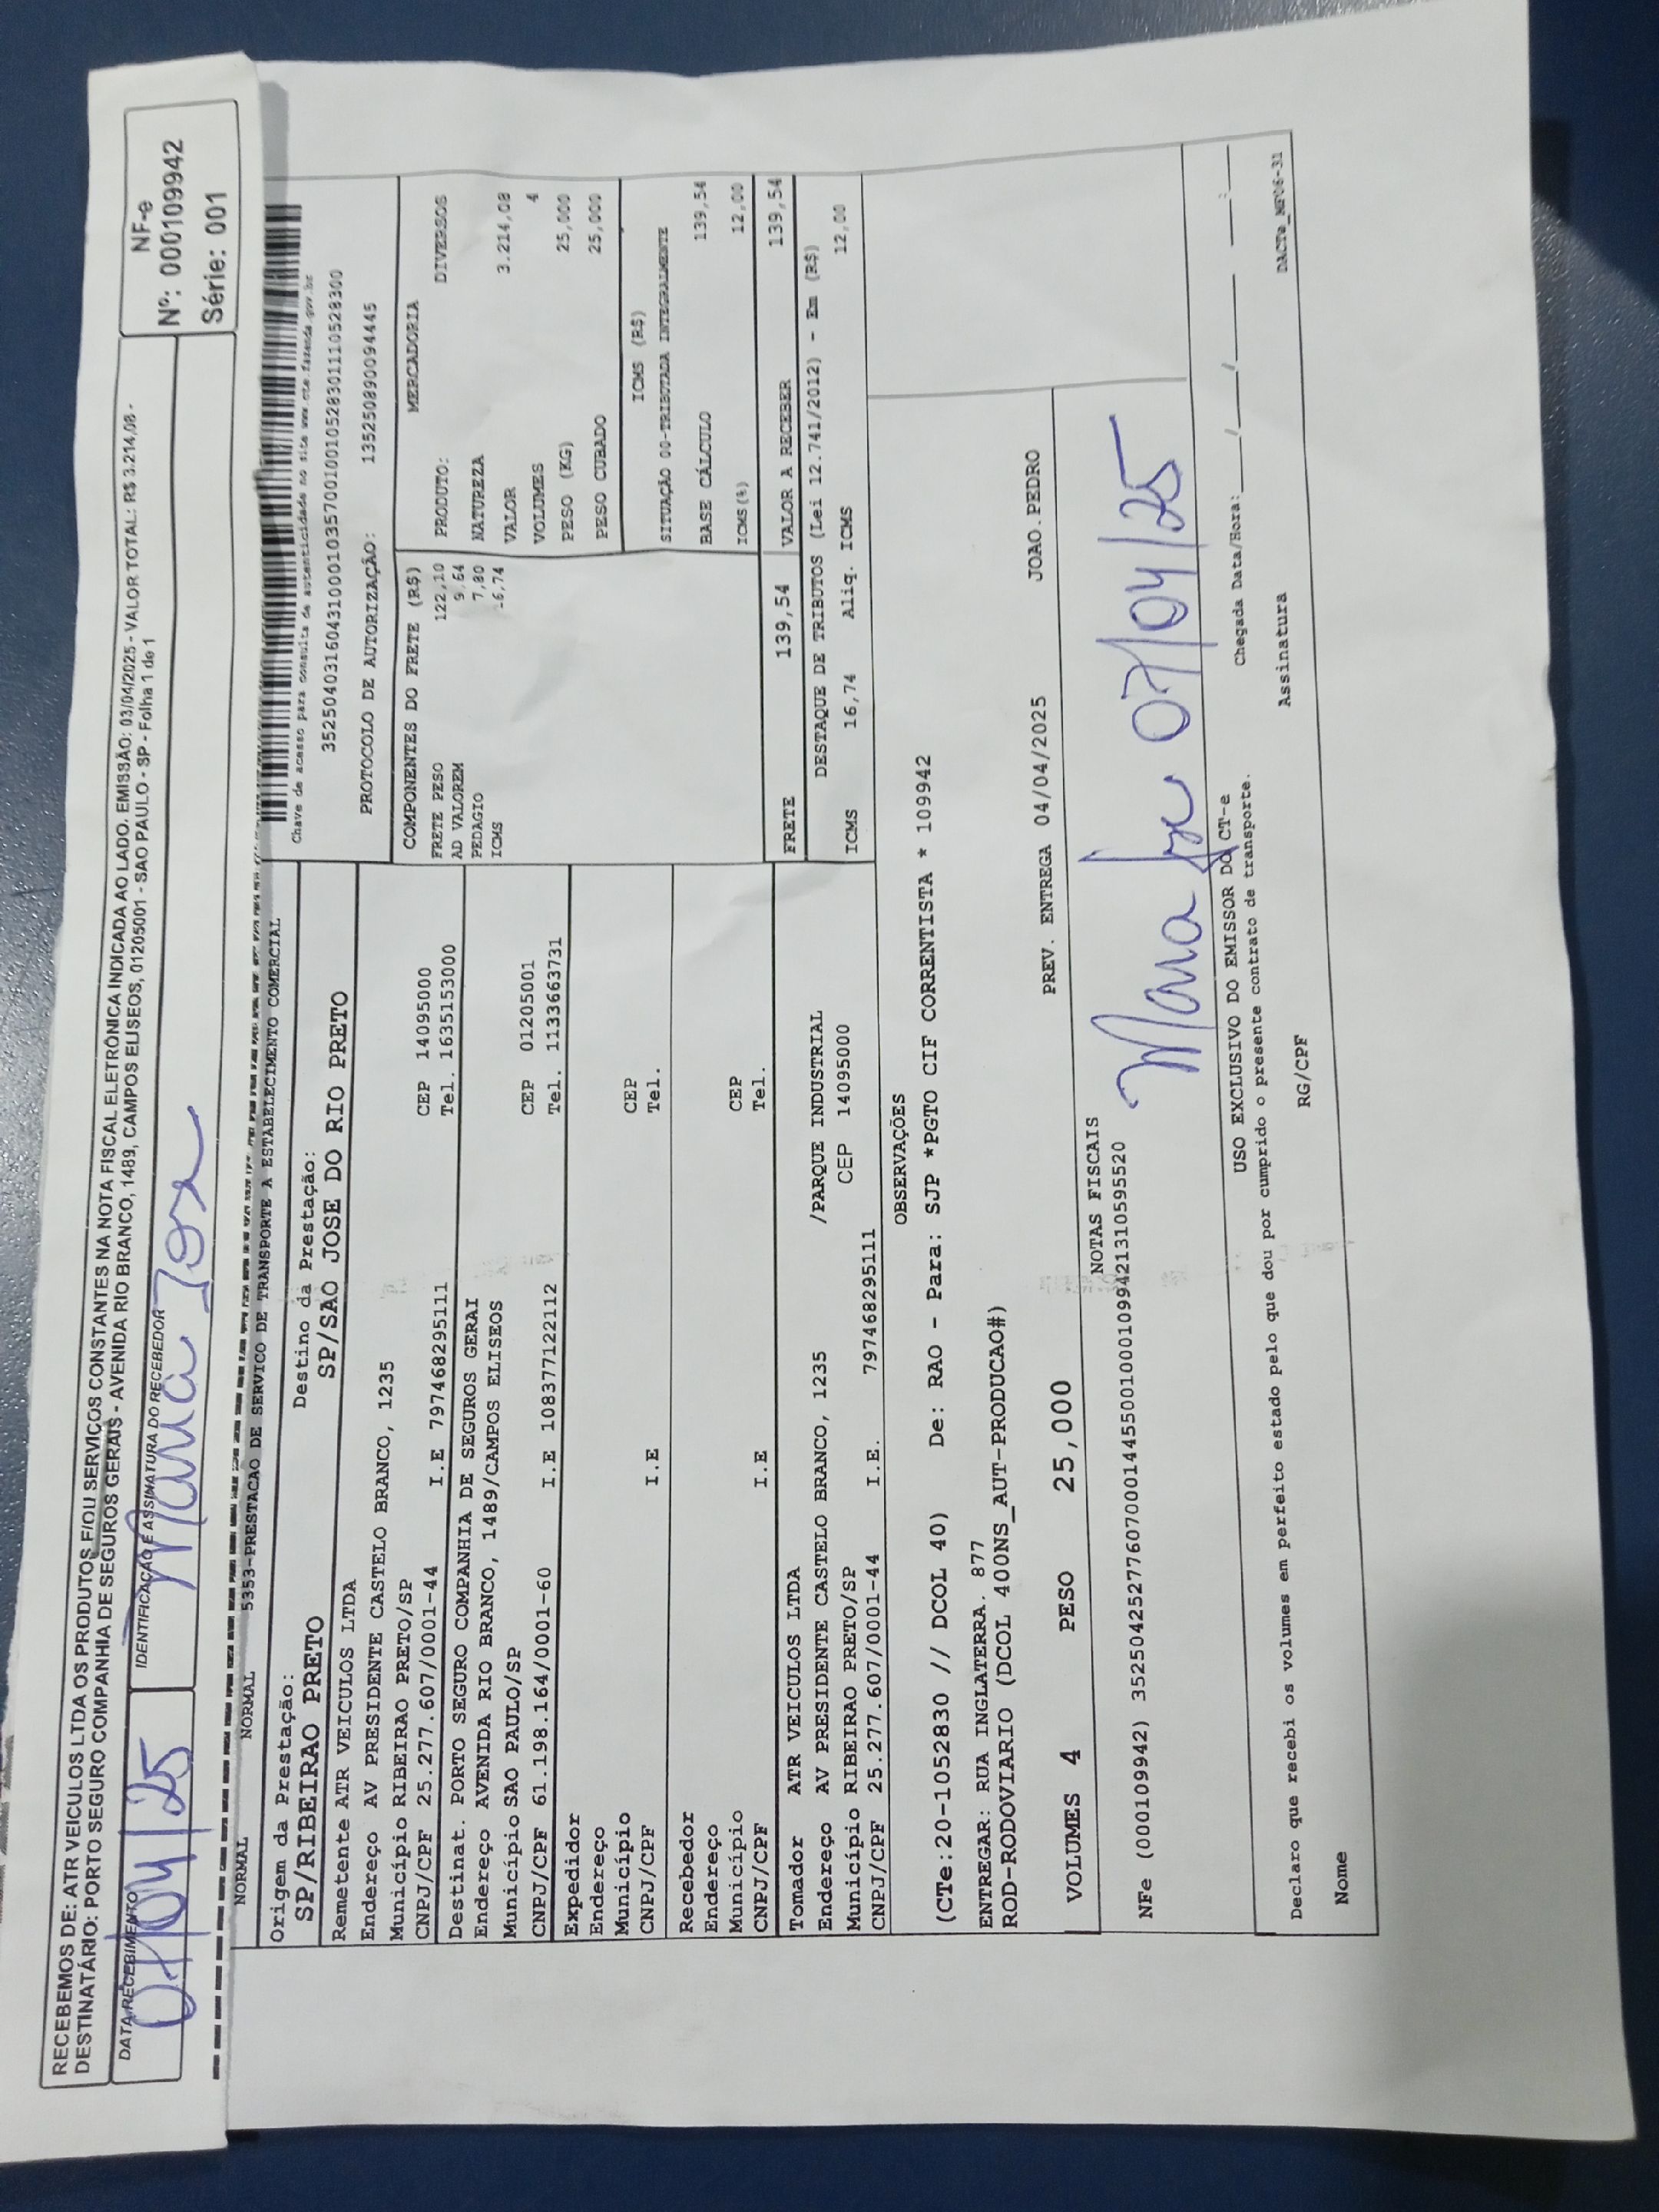 RECEBEMOS DE: ATR VEICULOS LTDA OS PRODUTOS E/OU SERVIÇOS CONSTANTES NA NOTA FISCAL ELETRÔNICA INDICADA AO LADO. EMISSÃO: 03/04/2025 - VALOR TOTAL: R$ 3.214,08 -
DESTINATÁRIO: PORTO SEGURO COMPANHIA DE SEGUROS GERAIS - AVENIDA RIO BRANCO, 1489, CAMPOS ELISEOS, 01205001 - SAO PAULO - SP - Folha 1 de 1
NF-e
Nº: 000109942
Série: 001
DATA RECEBIMENTO
07/04/25
IDENTIFICAÇÃO E ASSINATURA DO RECEBEDOR
Maria Jose
NORMAL NORMAL 5353-PRESTACAO DE SERVICO DE TRANSPORTE A ESTABELECIMENTO COMERCIAL
Origem da Prestação: Destino da Prestação:
SP/RIBEIRAO PRETO SP/SAO JOSE DO RIO PRETO
Chave de acesso para consulta de autenticidade no site www.cte.fazenda.gov.br
35250403160431000103570010010528301110528300
PROTOCOLO DE AUTORIZAÇÃO: 135250890094445
Remetente ATR VEICULOS LTDA
Endereço AV PRESIDENTE CASTELO BRANCO, 1235
Município RIBEIRAO PRETO/SP CEP 14095000
CNPJ/CPF 25.277.607/0001-44 I.E 797468295111 Tel. 1635153000
Destinat. PORTO SEGURO COMPANHIA DE SEGUROS GERAI
Endereço AVENIDA RIO BRANCO, 1489/CAMPOS ELISEOS
Município SAO PAULO/SP CEP 01205001
CNPJ/CPF 61.198.164/0001-60 I.E 108377122112 Tel. 1133663731
Expedidor
Endereço
Município CEP
CNPJ/CPF I.E Tel.
Recebedor
Endereço
Município CEP
CNPJ/CPF I.E Tel.
COMPONENTES DO FRETE (R$)
FRETE PESO 122,10
AD VALOREM 9,64
PEDAGIO 7,80
ICMS -6,74
MERCADORIA
PRODUTO: DIVERSOS
NATUREZA
VALOR 3.214,08
VOLUMES 4
PESO (KG) 25,000
PESO CUBADO 25,000
ICMS (R$)
SITUAÇÃO 00-TRIBUTADA INTEGRALMENTE
BASE CÁLCULO 139,54
ICMS(%) 12,00
FRETE 139,54 VALOR A RECEBER 139,54
DESTAQUE DE TRIBUTOS (Lei 12.741/2012) - Em (R$)
ICMS 16,74 Aliq. ICMS 12,00
Tomador ATR VEICULOS LTDA
Endereço AV PRESIDENTE CASTELO BRANCO, 1235 /PARQUE INDUSTRIAL
Município RIBEIRAO PRETO/SP CEP 14095000
CNPJ/CPF 25.277.607/0001-44 I.E. 797468295111
OBSERVAÇÕES
(CTe:20-1052830 // DCOL 40) De: RAO - Para: SJP *PGTO CIF CORRENTISTA * 109942
ENTREGAR: RUA INGLATERRA. 877
ROD-RODOVIARIO (DCOL 400NS_AUT-PRODUCAO#)
PREV. ENTREGA 04/04/2025 JOAO.PEDRO
VOLUMES 4 PESO 25,000
NOTAS FISCAIS
NFe (000109942) 35250425277607000144550010001099421310595520
Maria Jose 07/04/25
USO EXCLUSIVO DO EMISSOR DO CT-e
Declaro que recebi os volumes em perfeito estado pelo que dou por cumprido o presente contrato de transporte.
Chegada Data/Hora: ___/___/___ ___:___
Nome RG/CPF Assinatura
DACTe_NF06-31